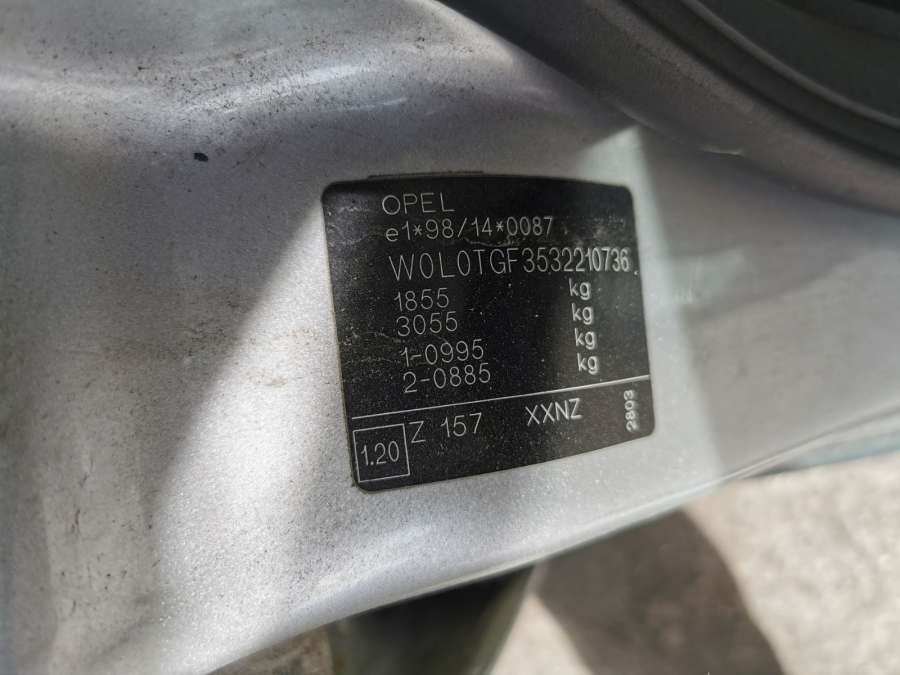 OPEL
e1*98/14*0087
W0L0TGF3532210736
1855 kg
3055 kg
1-0995 kg
2-0885 kg
1.20 Z 157 XXNZ 2803